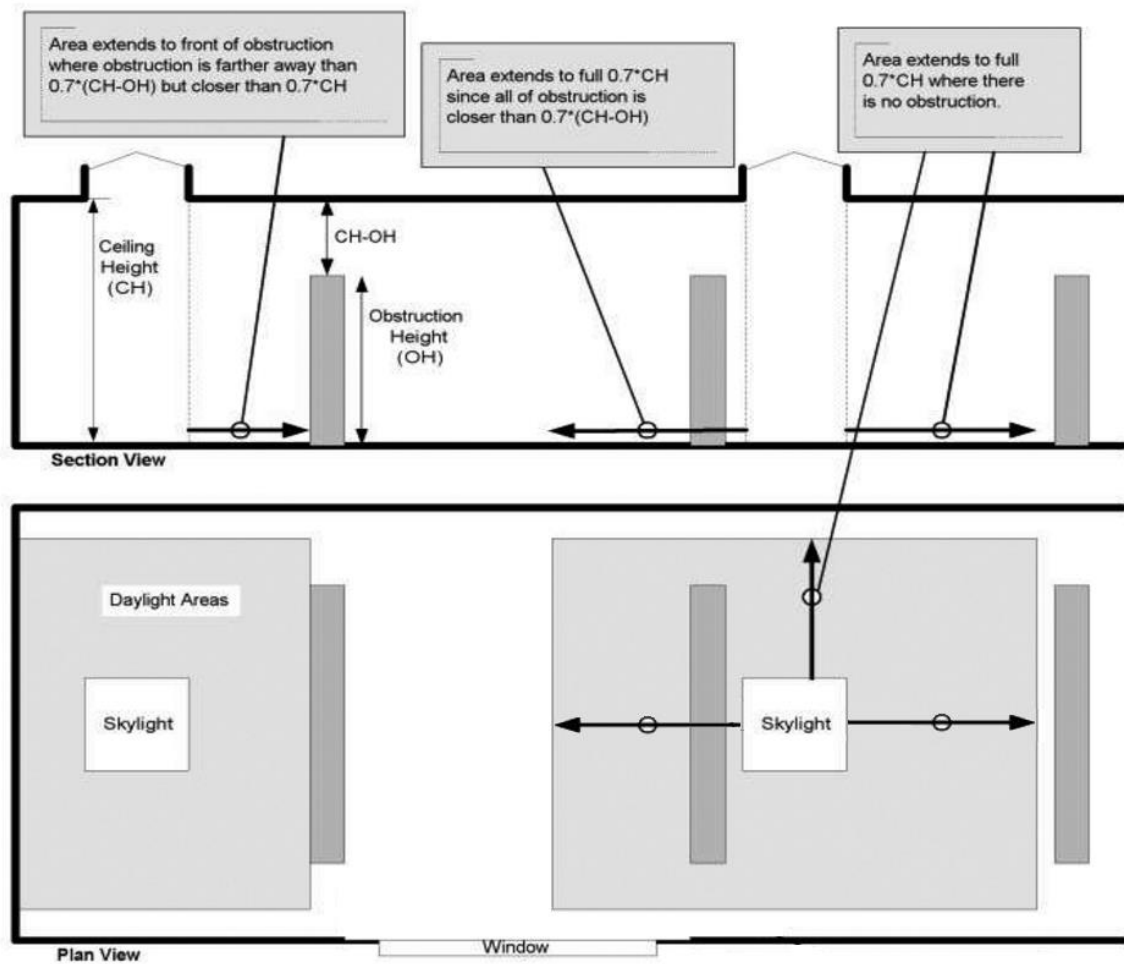 Area extends to front of obstruction
where obstruction is farther away than
0.7*(CH-OH) but closer than 0.7*CH
Area extends to full 0.7*CH
since all of obstruction is
closer than 0.7*(CH-OH)
Area extends to full
0.7*CH where there
is no obstruction.
Ceiling
Height
(CH)
CH-OH
Obstruction
Height
(OH)
Section View
Daylight Areas
Skylight
Skylight
Window
Plan View